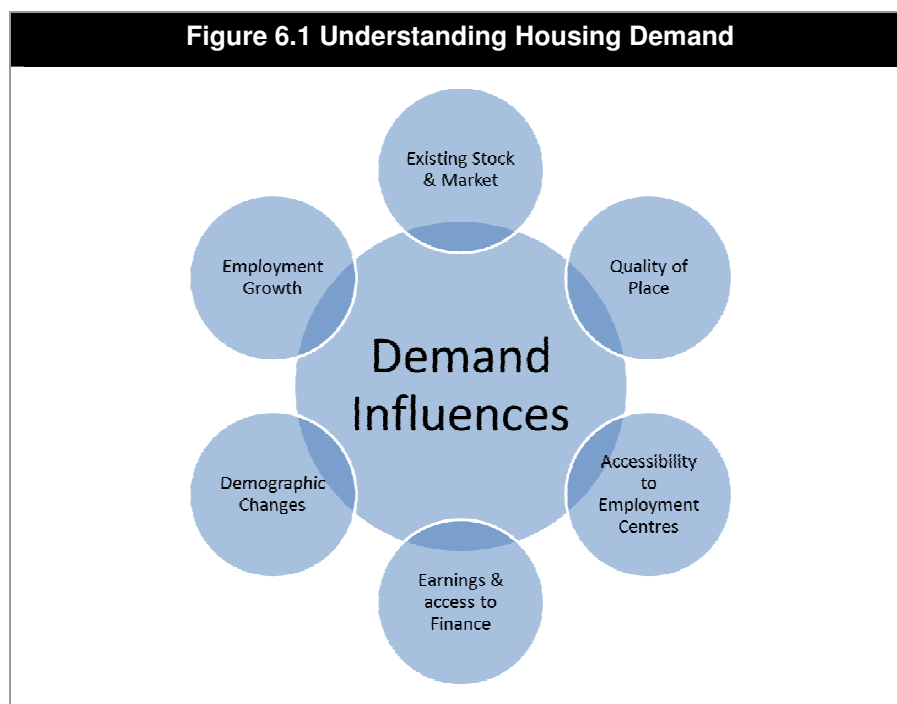 Figure 6.1 Understanding Housing Demand
Existing Stock
& Market
Employment
Growth
Quality of
Place
Demand
Influences
Demographic
Changes
Accessibility
to
Employment
Centres
Earnings &
access to
Finance